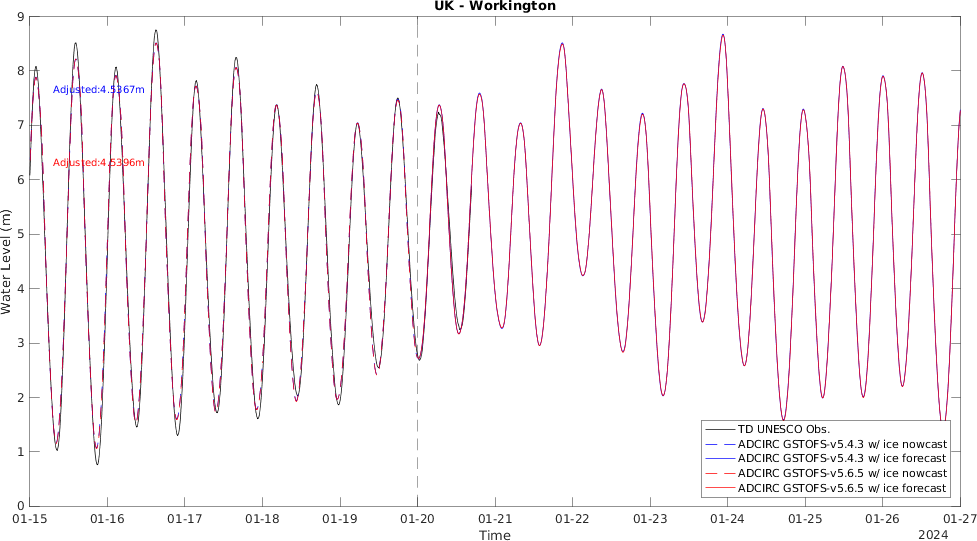 UK - Workington
9
8
7
6
5
4
3
2
1
0
Water Level (m)
Adjusted:4.5367m
Adjusted:4.5396m
TD UNESCO Obs.
ADCIRC GSTOFS-v5.4.3 w/ ice nowcast
ADCIRC GSTOFS-v5.4.3 w/ ice forecast
ADCIRC GSTOFS-v5.6.5 w/ ice nowcast
ADCIRC GSTOFS-v5.6.5 w/ ice forecast
01-15 01-16 01-17 01-18 01-19 01-20 01-21 01-22 01-23 01-24 01-25 01-26 01-27
Time
2024